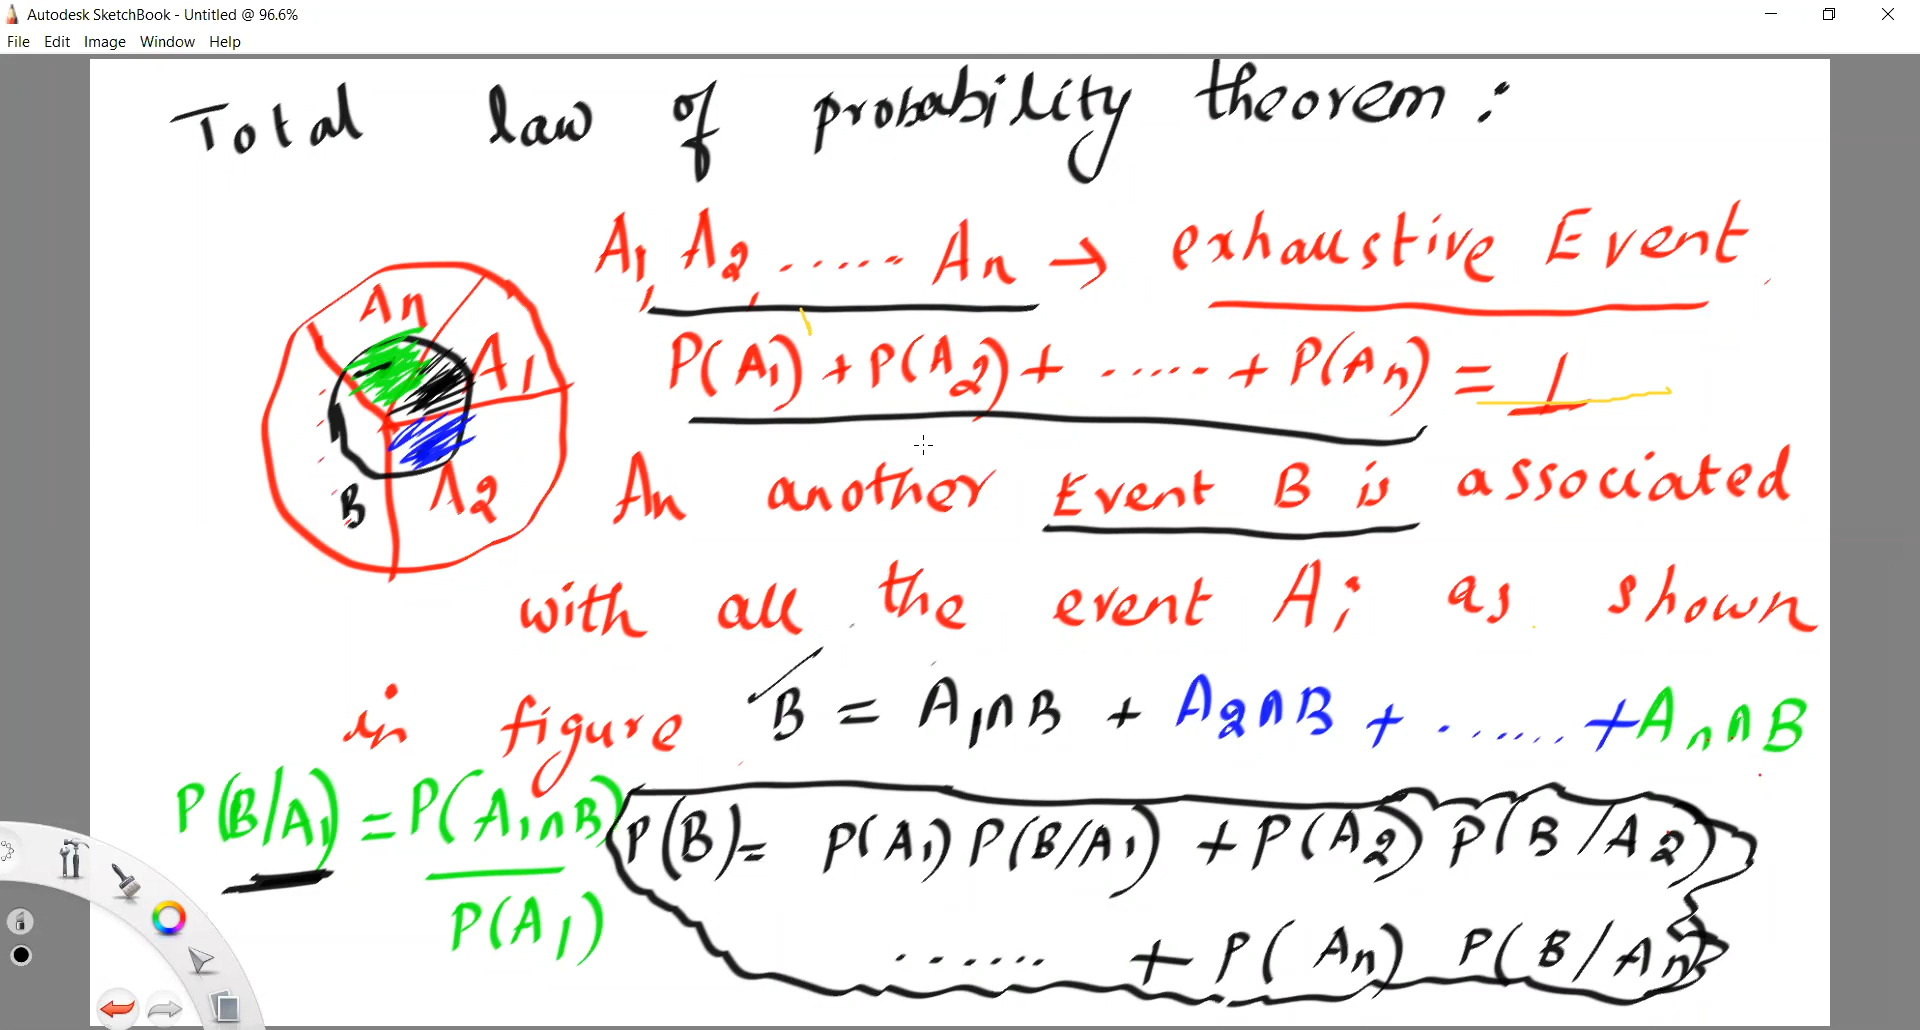 Autodesk SketchBook - Untitled @ 96.6%
File Edit Image Window Help
Total law of probability theorem :
A1, A2, ..... An → exhaustive Event
P(A1) + P(A2) + ..... + P(An) = 1
An
A1
A2
B
An another Event B is associated
with all the event Ai as shown
in figure B = A1∩B + A2∩B + ...... + An∩B
P(B/A1) = P(A1∩B)
P(A1)
P(B) = P(A1) P(B/A1) + P(A2) P(B/A2)
...... + P(An) P(B/An)